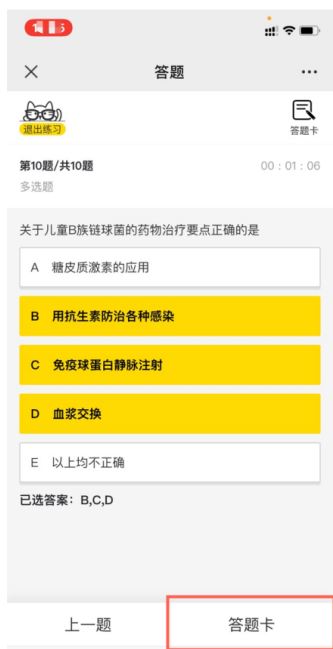 答题
退出练习
答题卡
第10题/共10题
00：01：06
多选题
关于儿童B族链球菌的药物治疗要点正确的是
A 糖皮质激素的应用
B 用抗生素防治各种感染
C 免疫球蛋白静脉注射
D 血浆交换
E 以上均不正确
已选答案：B,C,D
上一题
答题卡